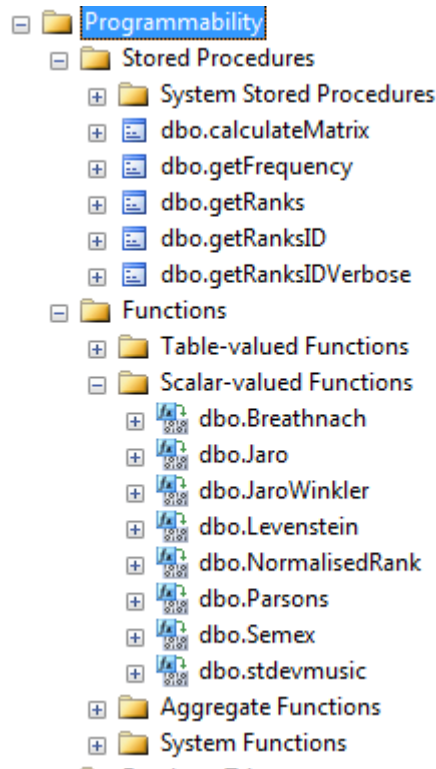 Programmability
Stored Procedures
System Stored Procedures
dbo.calculateMatrix
dbo.getFrequency
dbo.getRanks
dbo.getRanksID
dbo.getRanksIDVerbose
Functions
Table-valued Functions
Scalar-valued Functions
dbo.Breathnach
dbo.Jaro
dbo.JaroWinkler
dbo.Levenstein
dbo.NormalisedRank
dbo.Parsons
dbo.Semex
dbo.stdevmusic
Aggregate Functions
System Functions